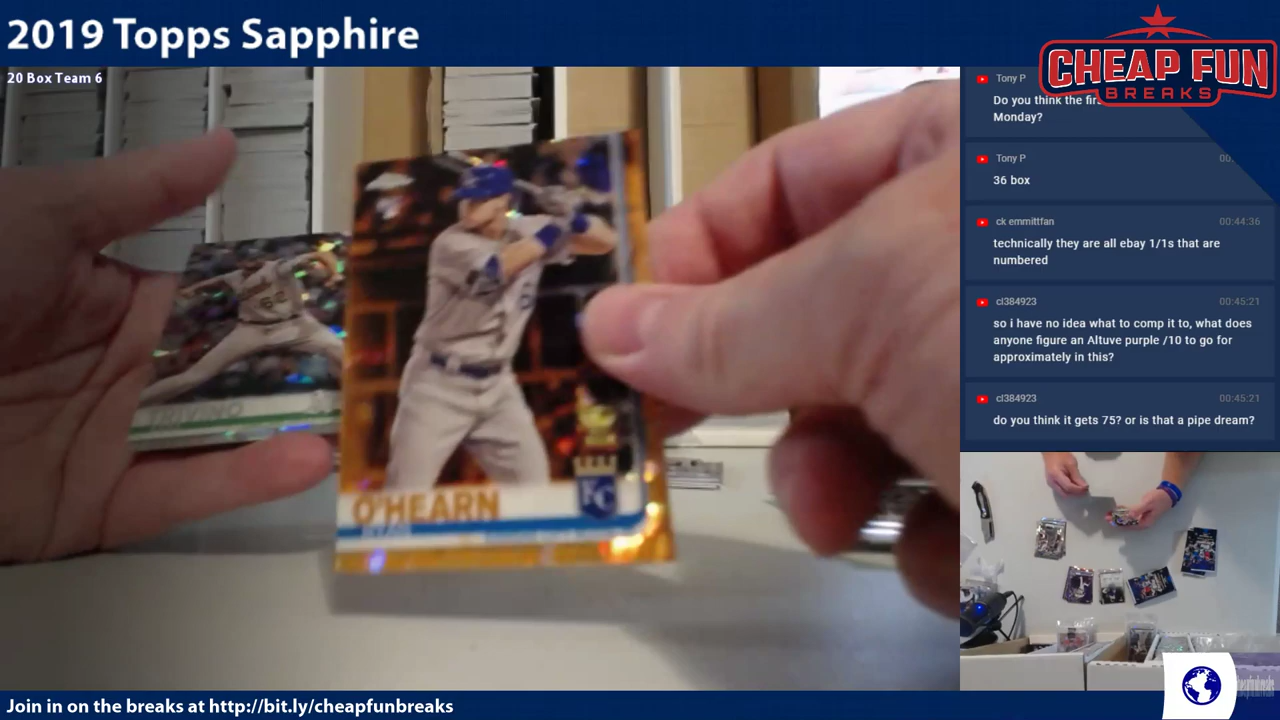 2019 Topps Sapphire
20 Box Team 6
CHEAP FUN
BREAKS
Tony P
Do you think the
Monday?
Tony P
36 box
ck emmittfan 00:44:36
technically they are all ebay 1/1s that are
numbered
cl384923 00:45:21
so i have no idea what to comp it to, what does
anyone figure an Altuve purple /10 to go for
approximately in this?
cl384923 00:45:21
do you think it gets 75? or is that a pipe dream?
62
TRIVINO
O'HEARN
RYAN
KC
Join in on the breaks at http://bit.ly/cheapfunbreaks